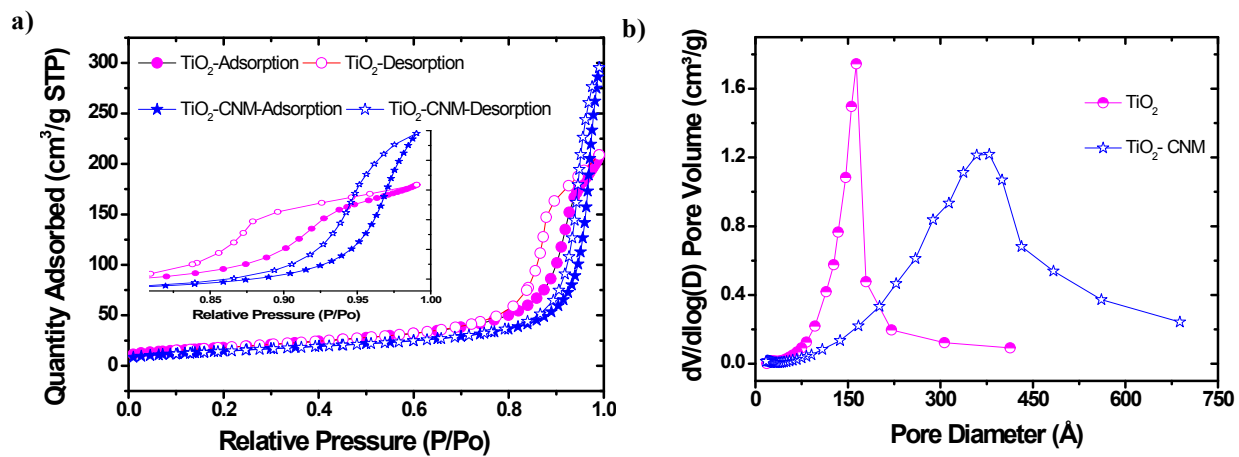 a)
Quantity Adsorbed (cm³/g STP)
300
250
200
150
100
50
0
TiO₂-Adsorption
TiO₂-Desorption
TiO₂-CNM-Adsorption
TiO₂-CNM-Desorption
0.85
0.90
0.95
1.00
Relative Pressure (P/Po)
0.0
0.2
0.4
0.6
0.8
1.0
Relative Pressure (P/Po)
b)
dV/dlog(D) Pore Volume (cm³/g)
1.8
1.2
0.6
0.0
TiO₂
TiO₂- CNM
0
150
300
450
600
750
Pore Diameter (Å)